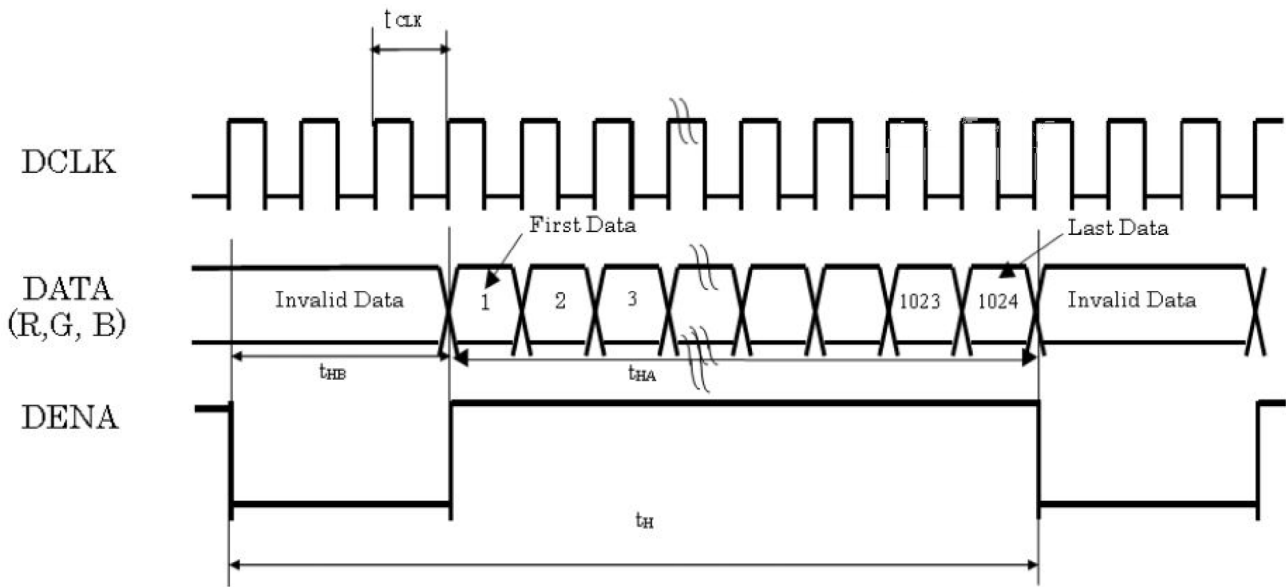 t CLK
DCLK
First Data
Last Data
DATA
(R,G, B)
Invalid Data
1
2
3
1023
1024
Invalid Data
tHB
tHA
DENA
tH